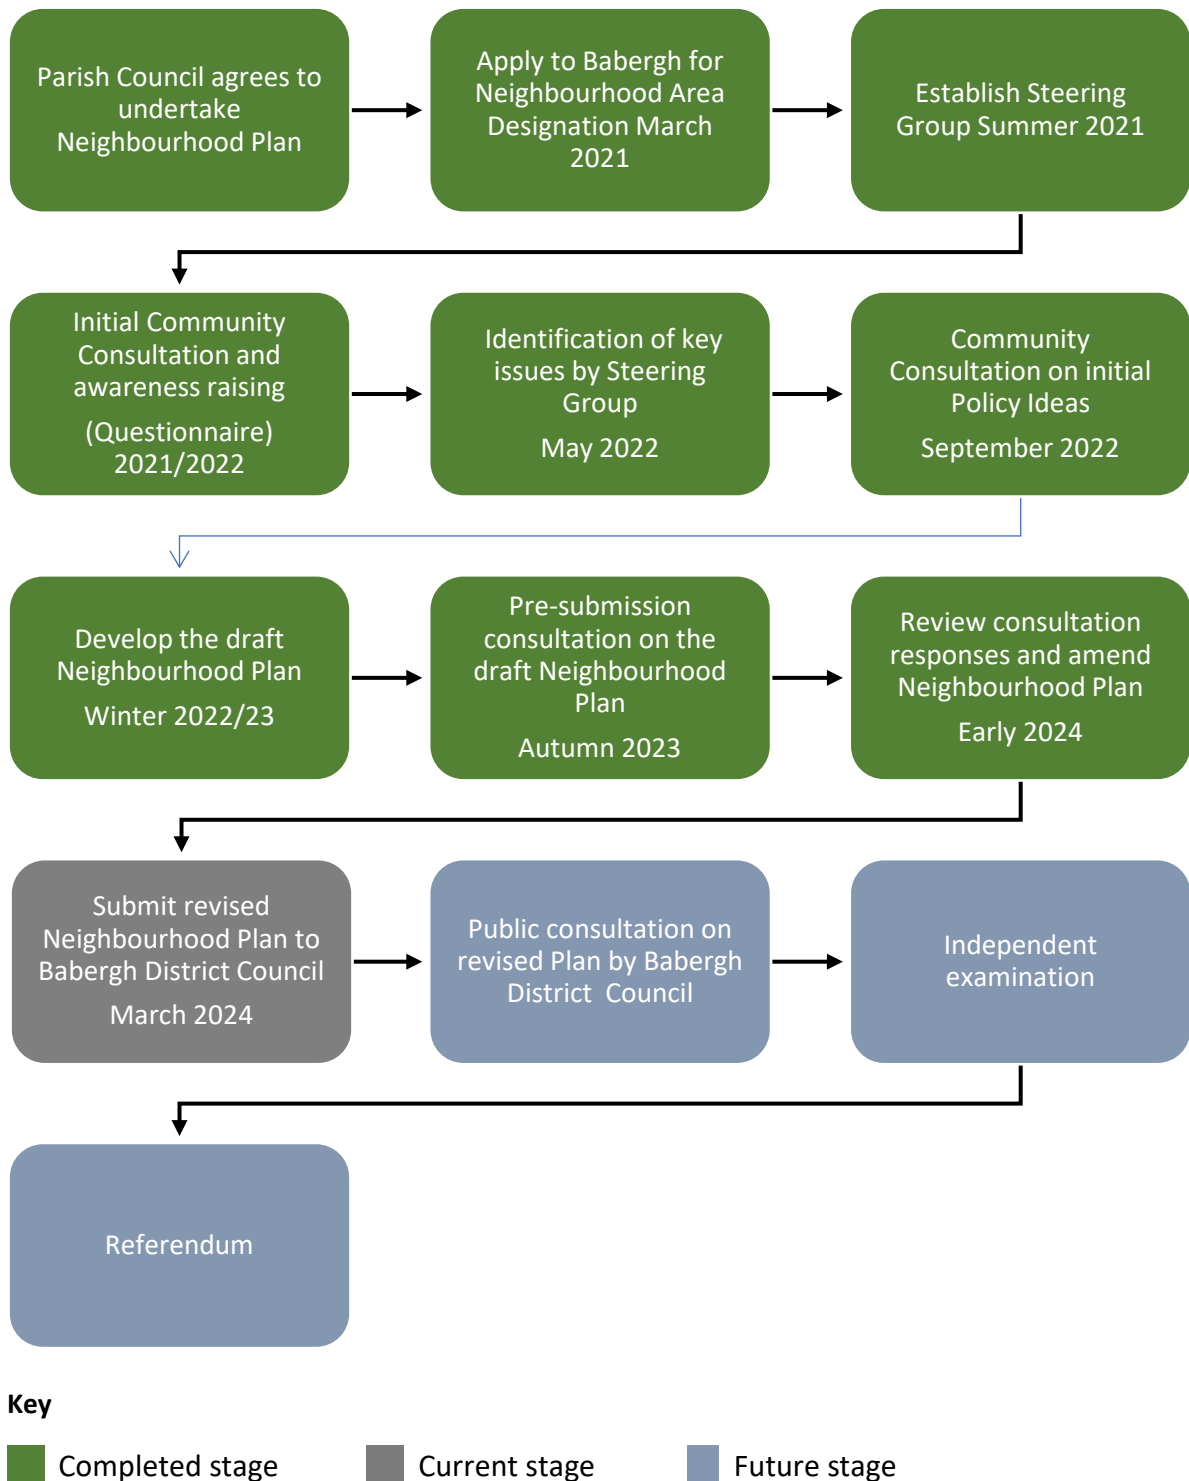 Parish Council agrees to
undertake
Neighbourhood Plan
Apply to Babergh for
Neighbourhood Area
Designation March
2021
Establish Steering
Group Summer 2021
Initial Community
Consultation and
awareness raising
(Questionnaire)
2021/2022
Identification of key
issues by Steering
Group
May 2022
Community
Consultation on initial
Policy Ideas
September 2022
Develop the draft
Neighbourhood Plan
Winter 2022/23
Pre-submission
consultation on the
draft Neighbourhood
Plan
Autumn 2023
Review consultation
responses and amend
Neighbourhood Plan
Early 2024
Submit revised
Neighbourhood Plan to
Babergh District Council
March 2024
Public consultation on
revised Plan by Babergh
District  Council
Independent
examination
Referendum
Key
Completed stage
Current stage
Future stage